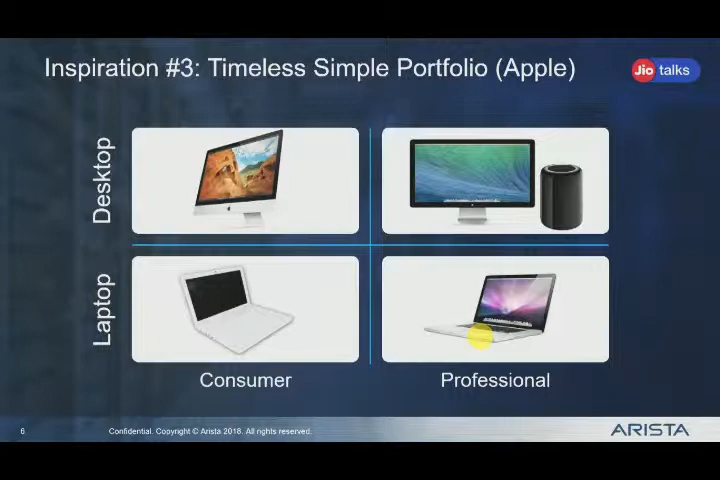 Inspiration #3: Timeless Simple Portfolio (Apple)
Jio talks
Desktop
Laptop
Consumer
Professional
6
Confidential. Copyright © Arista 2018. All rights reserved.
ARISTA